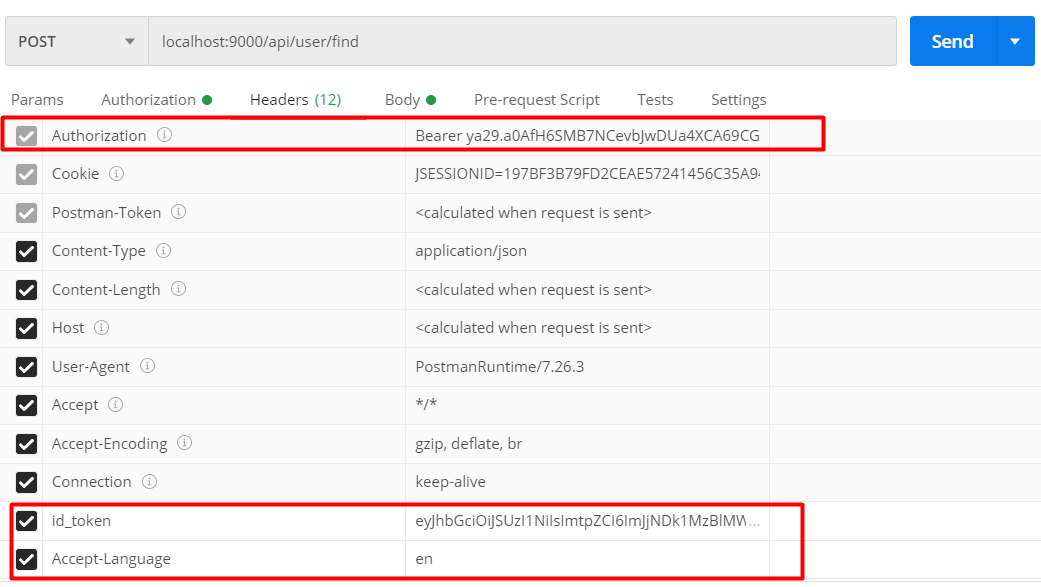 POST localhost:9000/api/user/find Send
Params Authorization Headers (12) Body Pre-request Script Tests Settings
Authorization Bearer ya29.a0AfH6SMB7NCevbJwDUa4XCA69CG
Cookie JSESSIONID=197BF3B79FD2CEAE57241456C35A94
Postman-Token <calculated when request is sent>
Content-Type application/json
Content-Length <calculated when request is sent>
Host <calculated when request is sent>
User-Agent PostmanRuntime/7.26.3
Accept */*
Accept-Encoding gzip, deflate, br
Connection keep-alive
id_token eyJhbGciOiJSUzI1NiIsImtpZCI6ImJjNDk1MzBlMW...
Accept-Language en